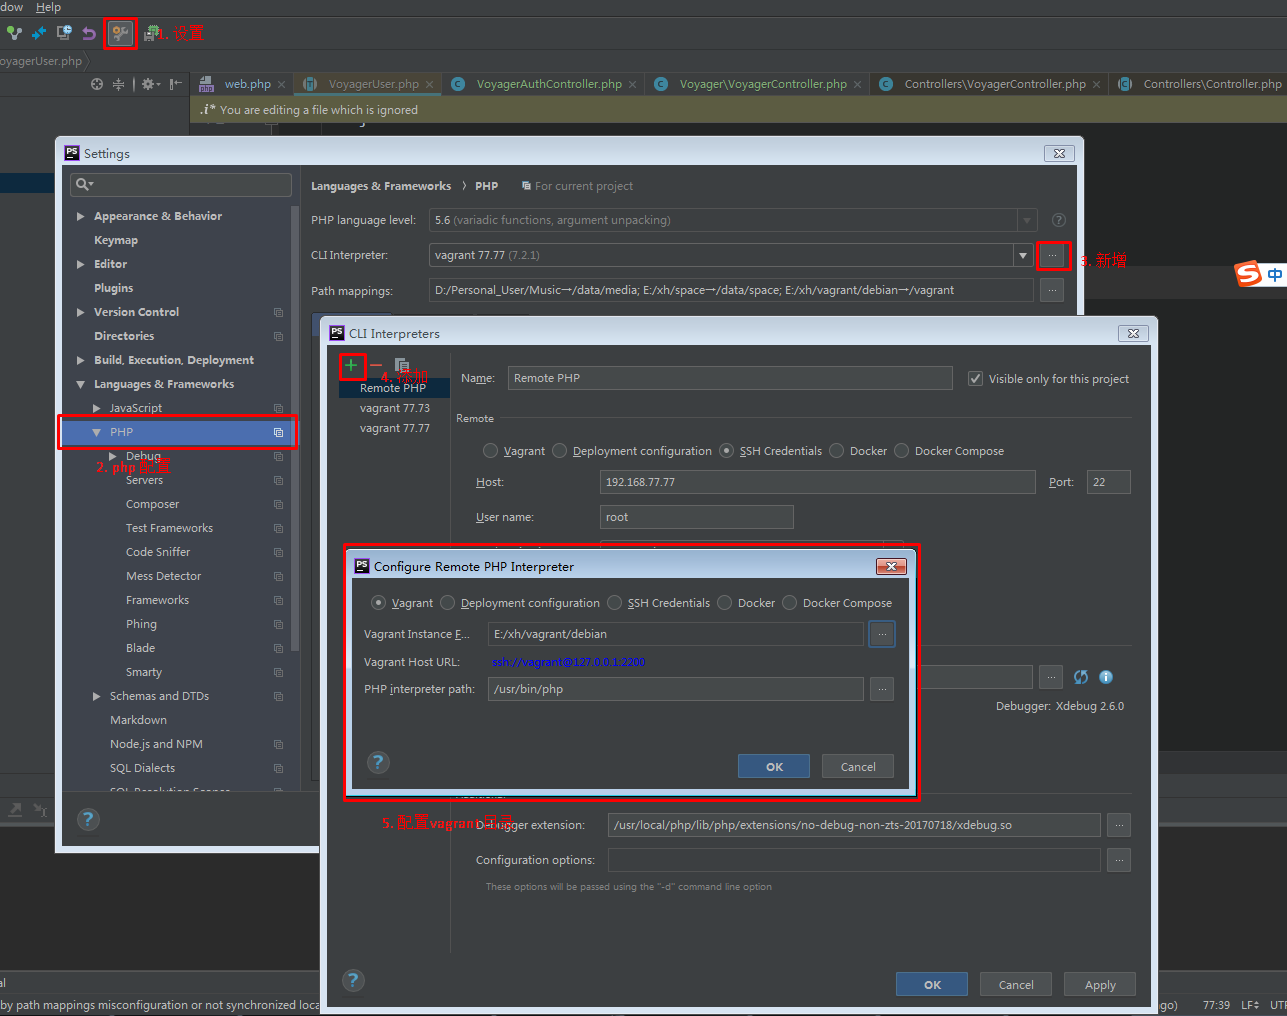 dow Help
1. 设置
oyagerUser.php
web.php
VoyagerUser.php
VoyagerAuthController.php
Voyager\VoyagerController.php
Controllers\VoyagerController.php
Controllers\Controller.php
.i* You are editing a file which is ignored
PS Settings
Appearance & Behavior
Keymap
Editor
Plugins
Version Control
Directories
Build, Execution, Deployment
Languages & Frameworks
JavaScript
PHP
Debug
2. php 配置
Servers
Composer
Test Frameworks
Code Sniffer
Mess Detector
Frameworks
Phing
Blade
Smarty
Schemas and DTDs
Markdown
Node.js and NPM
SQL Dialects
SQL Resolution Scopes
Languages & Frameworks › PHP For current project
PHP language level: 5.6 (variadic functions, argument unpacking)
CLI Interpreter: vagrant 77.77 (7.2.1) ...
3. 新增
Path mappings: D:/Personal_User/Music→/data/media; E:/xh/space→/data/space; E:/xh/vagrant/debian→/vagrant ...
S 中
PS CLI Interpreters
4. 添加
Remote PHP
vagrant 77.73
vagrant 77.77
Name: Remote PHP Visible only for this project
Remote
Vagrant Deployment configuration SSH Credentials Docker Docker Compose
Host: 192.168.77.77 Port: 22
User name: root
PS Configure Remote PHP Interpreter
Vagrant Deployment configuration SSH Credentials Docker Docker Compose
Vagrant Instance F... E:/xh/vagrant/debian ...
Vagrant Host URL: ssh://vagrant@127.0.0.1:2200
PHP interpreter path: /usr/bin/php ...
? OK Cancel
Debugger: Xdebug 2.6.0
Additional
5. 配置vagrant
Debugger extension: /usr/local/php/lib/php/extensions/no-debug-non-zts-20170718/xdebug.so ...
Configuration options: ...
These options will be passed using the "-d" command line option
? OK Cancel Apply
al
by path mappings misconfiguration or not synchronized loca
go) 77:39 LF UTF